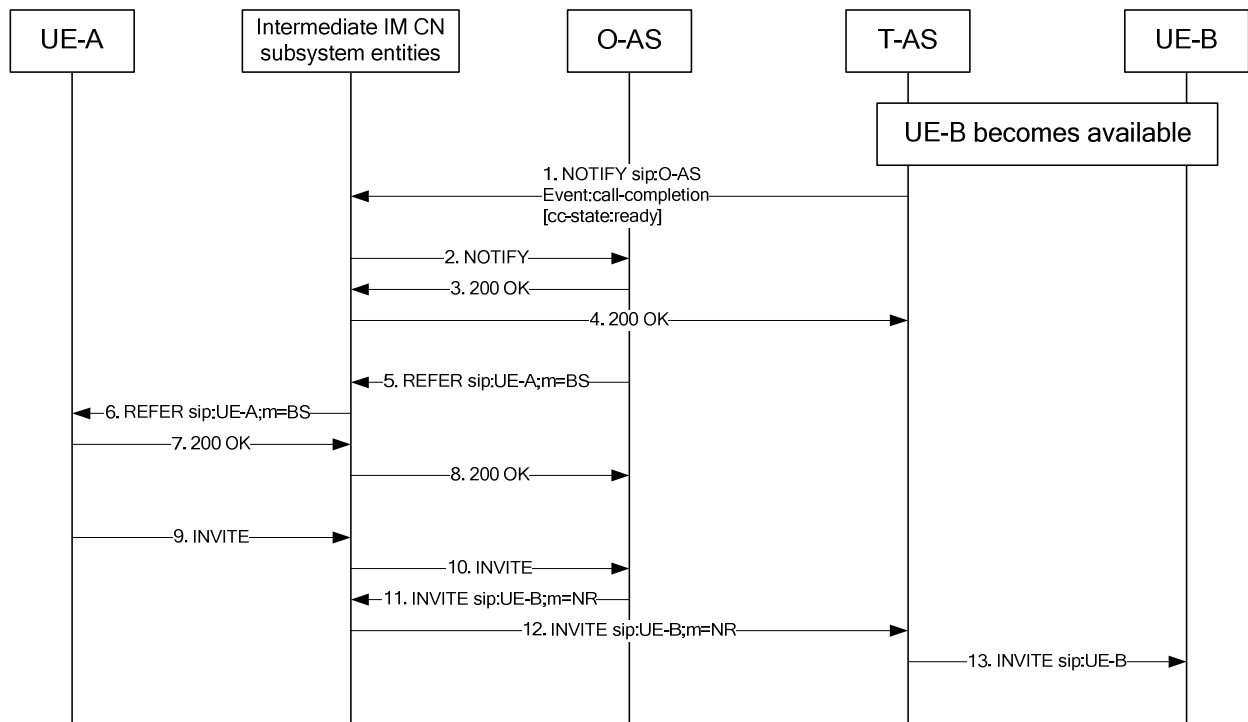 UE-A
Intermediate IM CN
subsystem entities
O-AS
T-AS
UE-B
UE-B becomes available
1. NOTIFY sip:O-AS
Event:call-completion
[cc-state:ready]
2. NOTIFY
3. 200 OK
4. 200 OK
5. REFER sip:UE-A;m=BS
6. REFER sip:UE-A;m=BS
7. 200 OK
8. 200 OK
9. INVITE
10. INVITE
11. INVITE sip:UE-B;m=NR
12. INVITE sip:UE-B;m=NR
13. INVITE sip:UE-B